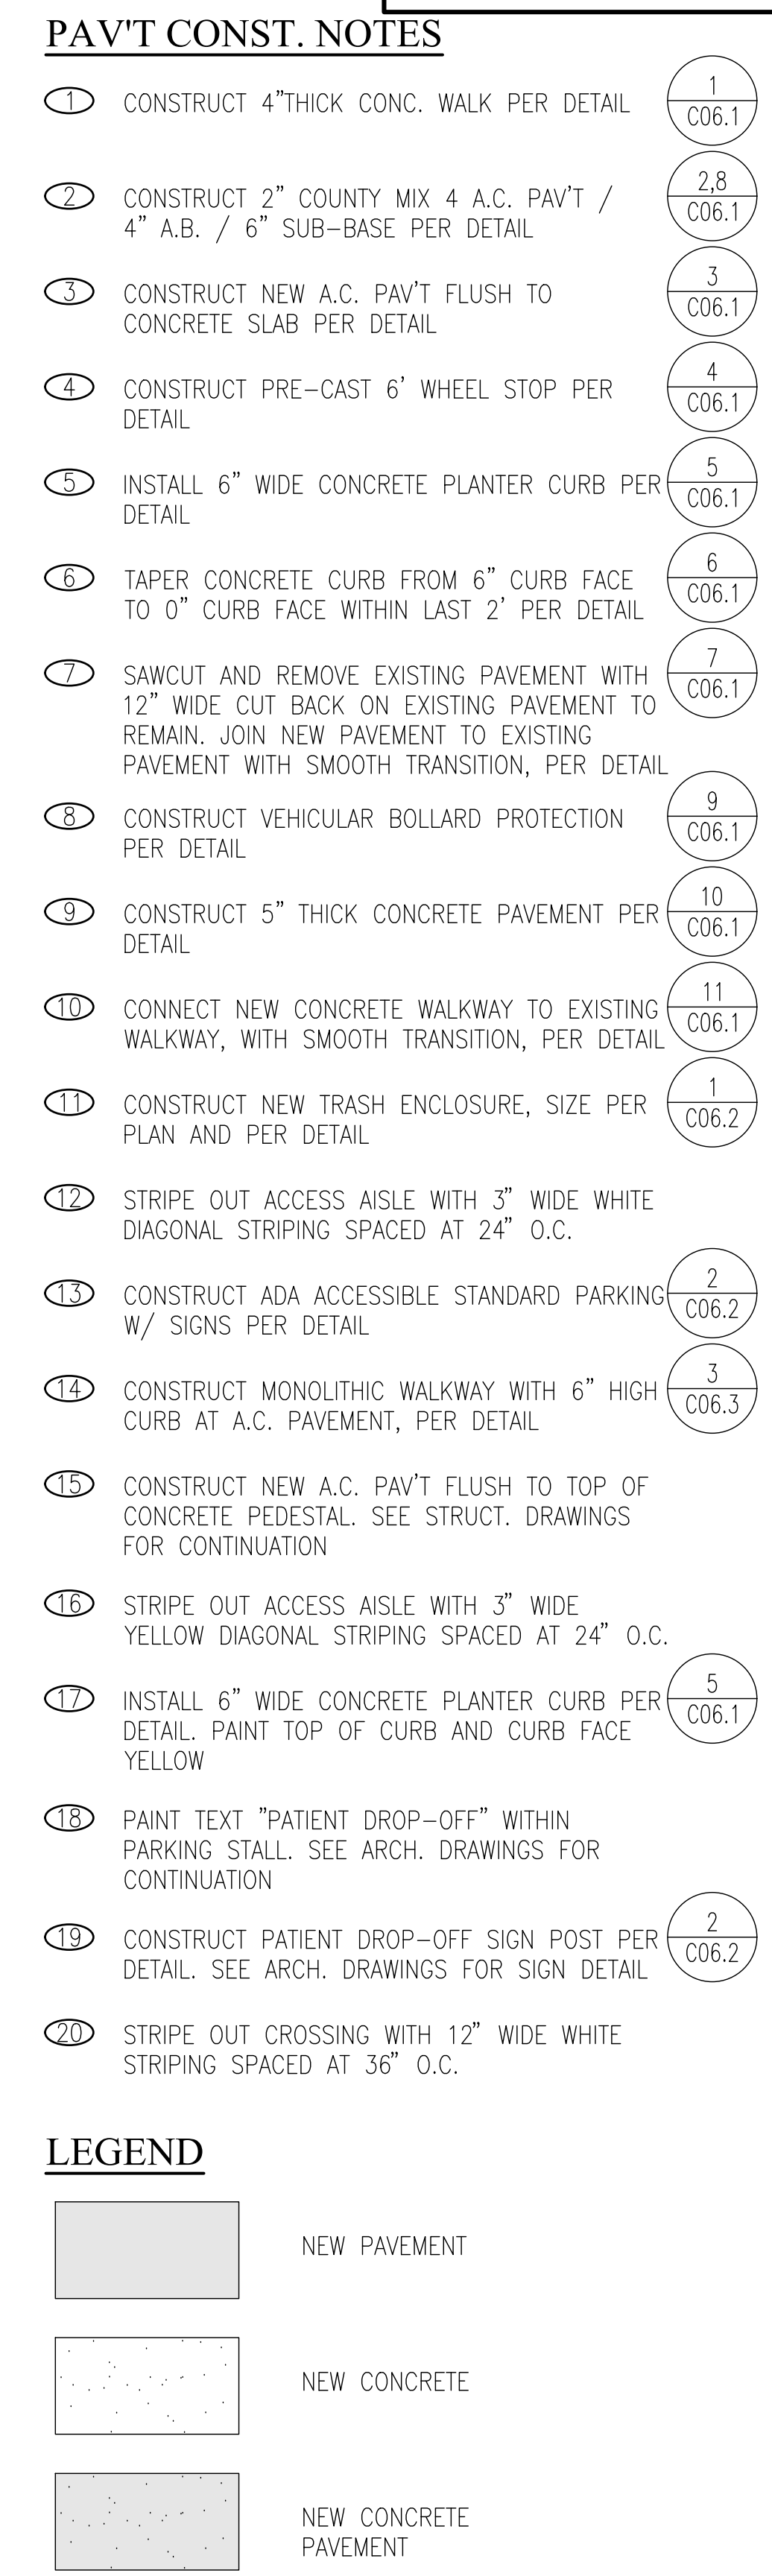 PAV'T CONST. NOTES
1 CONSTRUCT 4"THICK CONC. WALK PER DETAIL 1
C06.1
2 CONSTRUCT 2" COUNTY MIX 4 A.C. PAV'T / 2,8
4" A.B. / 6" SUB-BASE PER DETAIL C06.1
3 CONSTRUCT NEW A.C. PAV'T FLUSH TO 3
CONCRETE SLAB PER DETAIL C06.1
4 CONSTRUCT PRE-CAST 6' WHEEL STOP PER 4
DETAIL C06.1
5 INSTALL 6" WIDE CONCRETE PLANTER CURB PER 5
DETAIL C06.1
6 TAPER CONCRETE CURB FROM 6" CURB FACE 6
TO 0" CURB FACE WITHIN LAST 2' PER DETAIL C06.1
7 SAWCUT AND REMOVE EXISTING PAVEMENT WITH 7
12" WIDE CUT BACK ON EXISTING PAVEMENT TO C06.1
REMAIN. JOIN NEW PAVEMENT TO EXISTING
PAVEMENT WITH SMOOTH TRANSITION, PER DETAIL
8 CONSTRUCT VEHICULAR BOLLARD PROTECTION 9
PER DETAIL C06.1
9 CONSTRUCT 5" THICK CONCRETE PAVEMENT PER 10
DETAIL C06.1
10 CONNECT NEW CONCRETE WALKWAY TO EXISTING 11
WALKWAY, WITH SMOOTH TRANSITION, PER DETAIL C06.1
11 CONSTRUCT NEW TRASH ENCLOSURE, SIZE PER 1
PLAN AND PER DETAIL C06.2
12 STRIPE OUT ACCESS AISLE WITH 3" WIDE WHITE
DIAGONAL STRIPING SPACED AT 24" O.C.
13 CONSTRUCT ADA ACCESSIBLE STANDARD PARKING 2
W/ SIGNS PER DETAIL C06.2
14 CONSTRUCT MONOLITHIC WALKWAY WITH 6" HIGH 3
CURB AT A.C. PAVEMENT, PER DETAIL C06.3
15 CONSTRUCT NEW A.C. PAV'T FLUSH TO TOP OF
CONCRETE PEDESTAL. SEE STRUCT. DRAWINGS
FOR CONTINUATION
16 STRIPE OUT ACCESS AISLE WITH 3" WIDE
YELLOW DIAGONAL STRIPING SPACED AT 24" O.C.
17 INSTALL 6" WIDE CONCRETE PLANTER CURB PER 5
DETAIL. PAINT TOP OF CURB AND CURB FACE C06.1
YELLOW
18 PAINT TEXT "PATIENT DROP-OFF" WITHIN
PARKING STALL. SEE ARCH. DRAWINGS FOR
CONTINUATION
19 CONSTRUCT PATIENT DROP-OFF SIGN POST PER 2
DETAIL. SEE ARCH. DRAWINGS FOR SIGN DETAIL C06.2
20 STRIPE OUT CROSSING WITH 12" WIDE WHITE
STRIPING SPACED AT 36" O.C.
LEGEND
NEW PAVEMENT
NEW CONCRETE
NEW CONCRETE
PAVEMENT